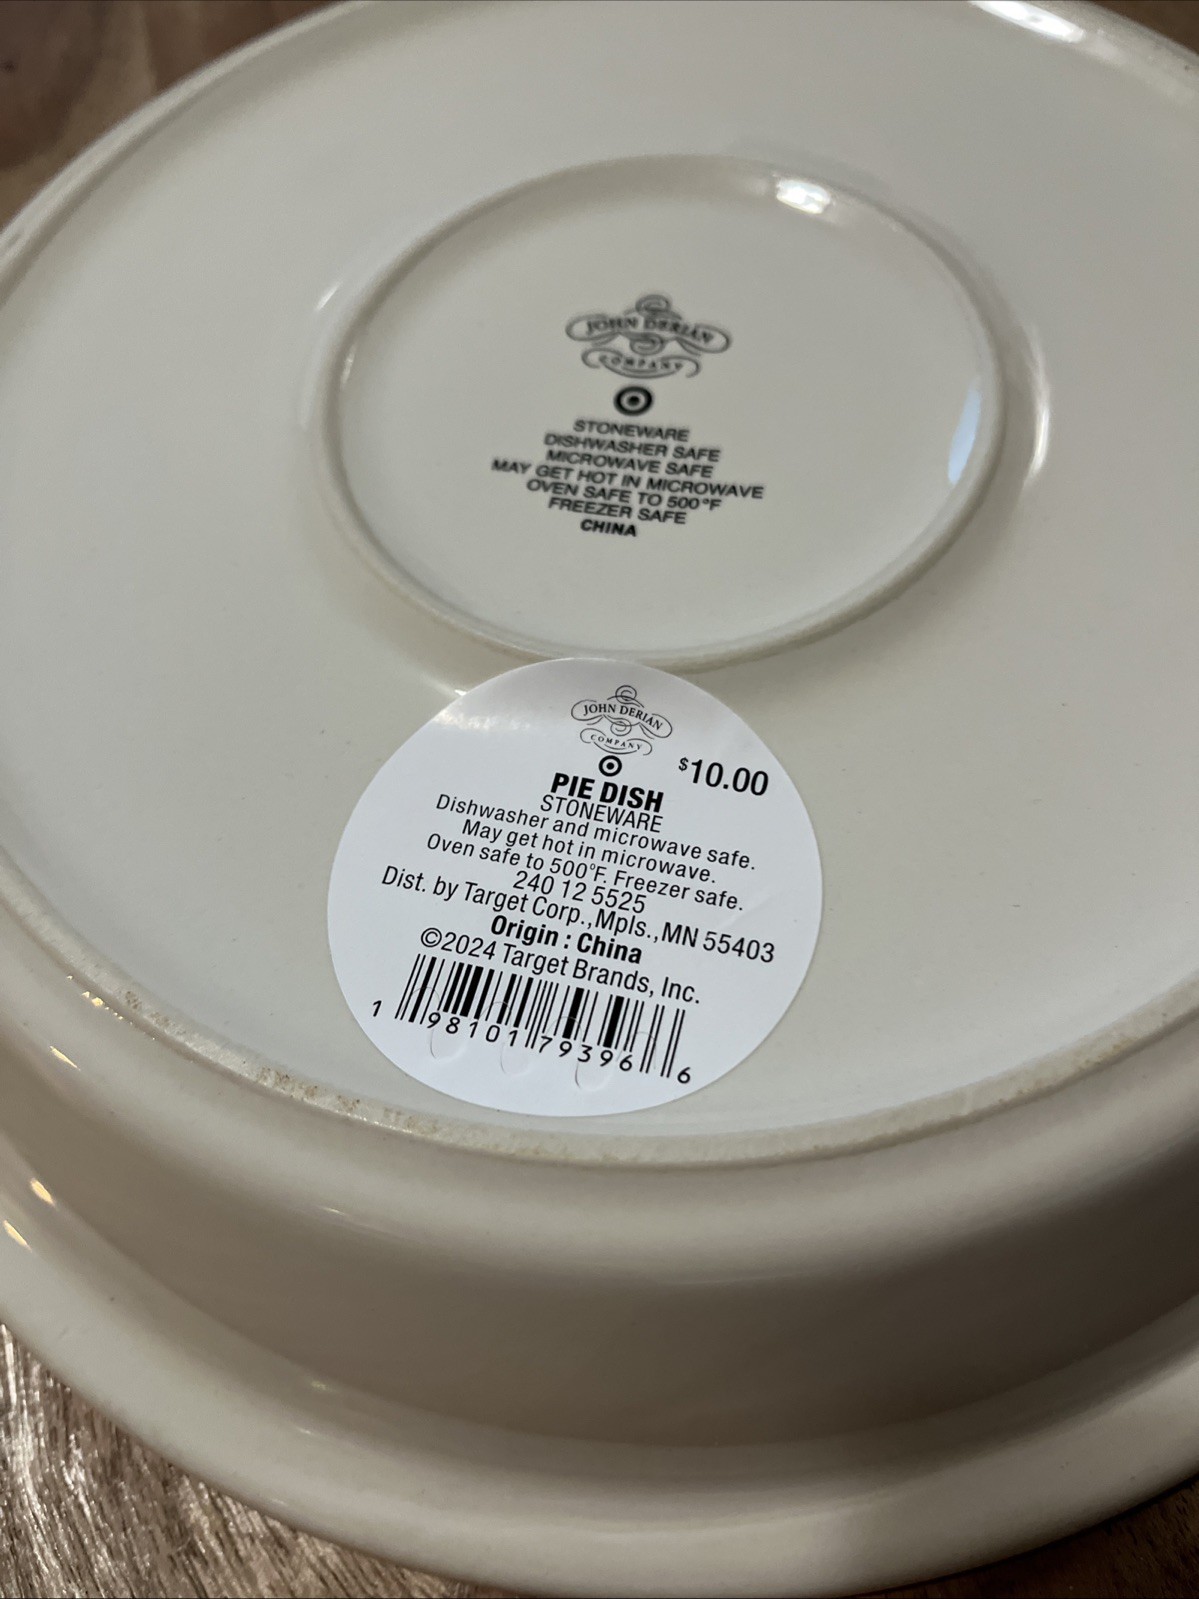 JOHN DERIAN
COMPANY
STONEWARE
DISHWASHER SAFE
MICROWAVE SAFE
MAY GET HOT IN MICROWAVE
OVEN SAFE TO 500°F
FREEZER SAFE
CHINA
JOHN DERIAN
COMPANY
$10.00
PIE DISH
STONEWARE
Dishwasher and microwave safe.
May get hot in microwave.
Oven safe to 500°F. Freezer safe.
240 12 5525
Dist. by Target Corp., Mpls., MN 55403
Origin : China
©2024 Target Brands, Inc.
1 98101 79396 6